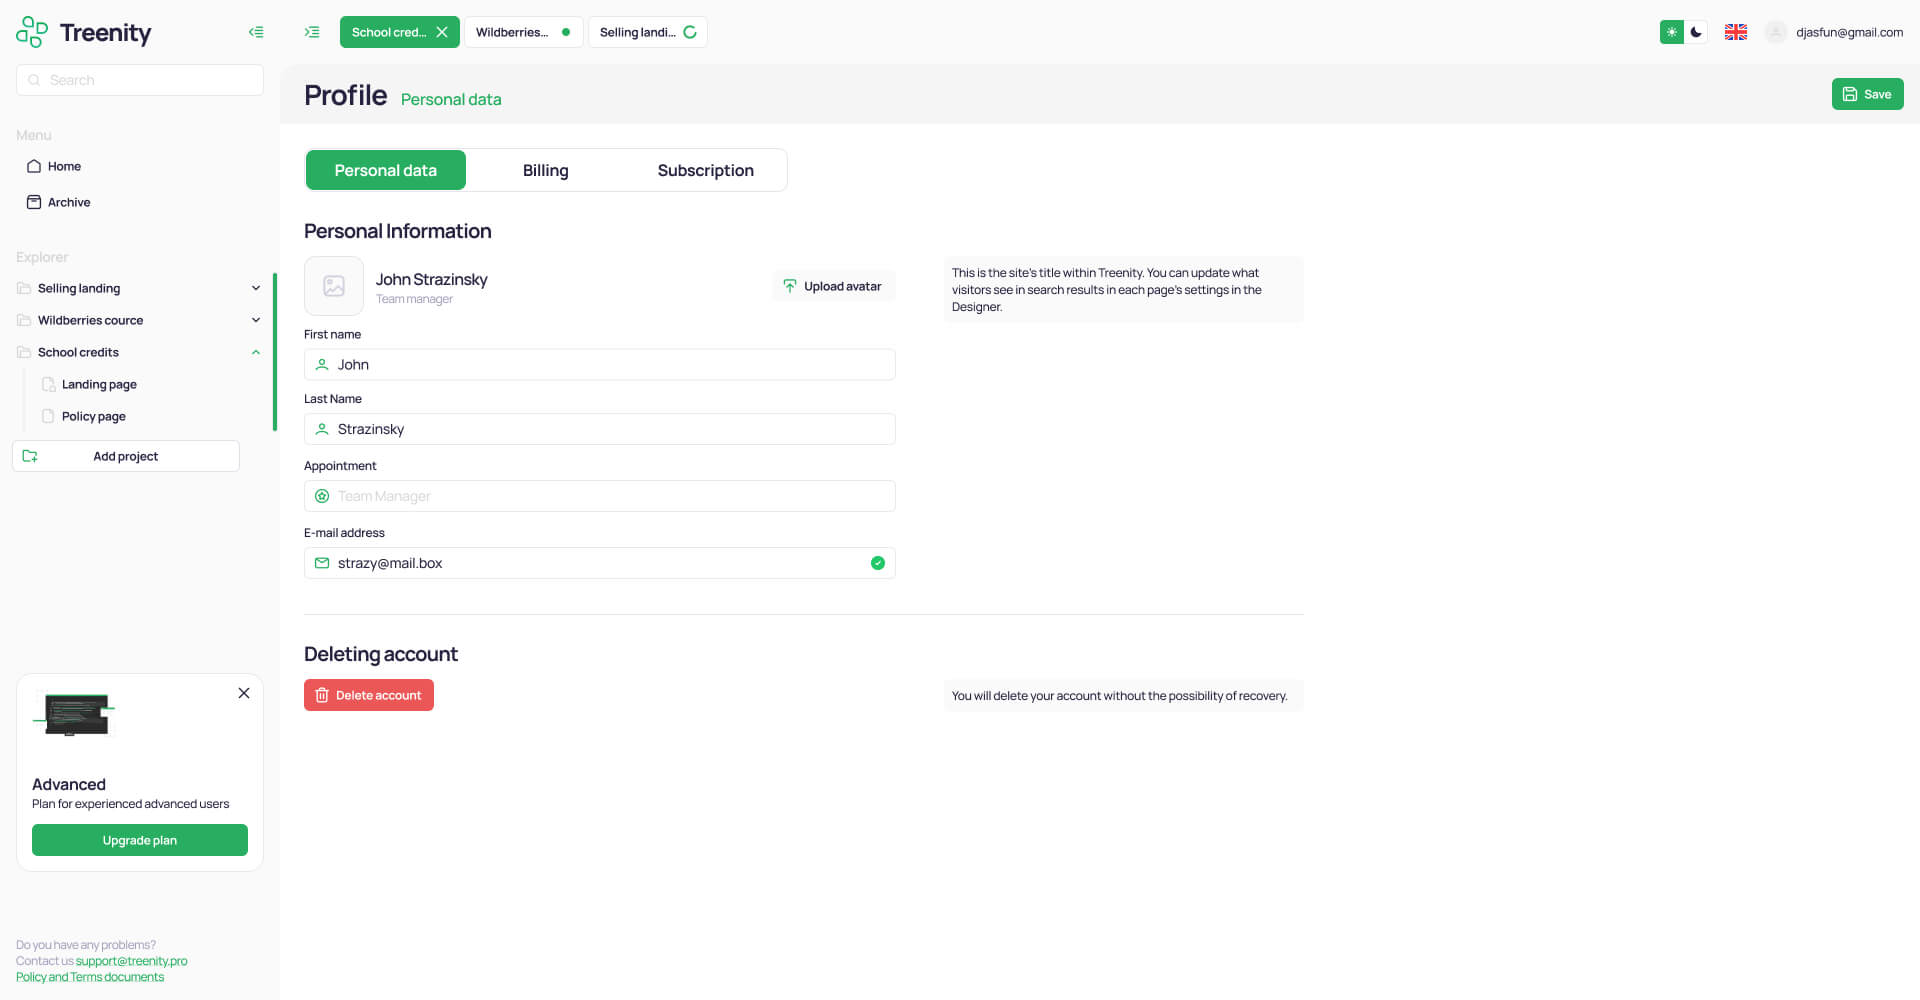 Treenity
School cred...
Wildberries...
Selling landi...
djasfun@gmail.com
Search
Profile
Personal data
Save
Menu
Home
Archive
Personal data
Billing
Subscription
Personal Information
Explorer
Selling landing
Wildberries cource
School credits
Landing page
Policy page
Add project
John Strazinsky
Team manager
Upload avatar
This is the site's title within Treenity. You can update what
visitors see in search results in each page's settings in the
Designer.
First name
John
Last Name
Strazinsky
Appointment
Team Manager
E-mail address
strazy@mail.box
Deleting account
Delete account
You will delete your account without the possibility of recovery.
Advanced
Plan for experienced advanced users
Upgrade plan
Do you have any problems?
Contact us support@treenity.pro
Policy and Terms documents